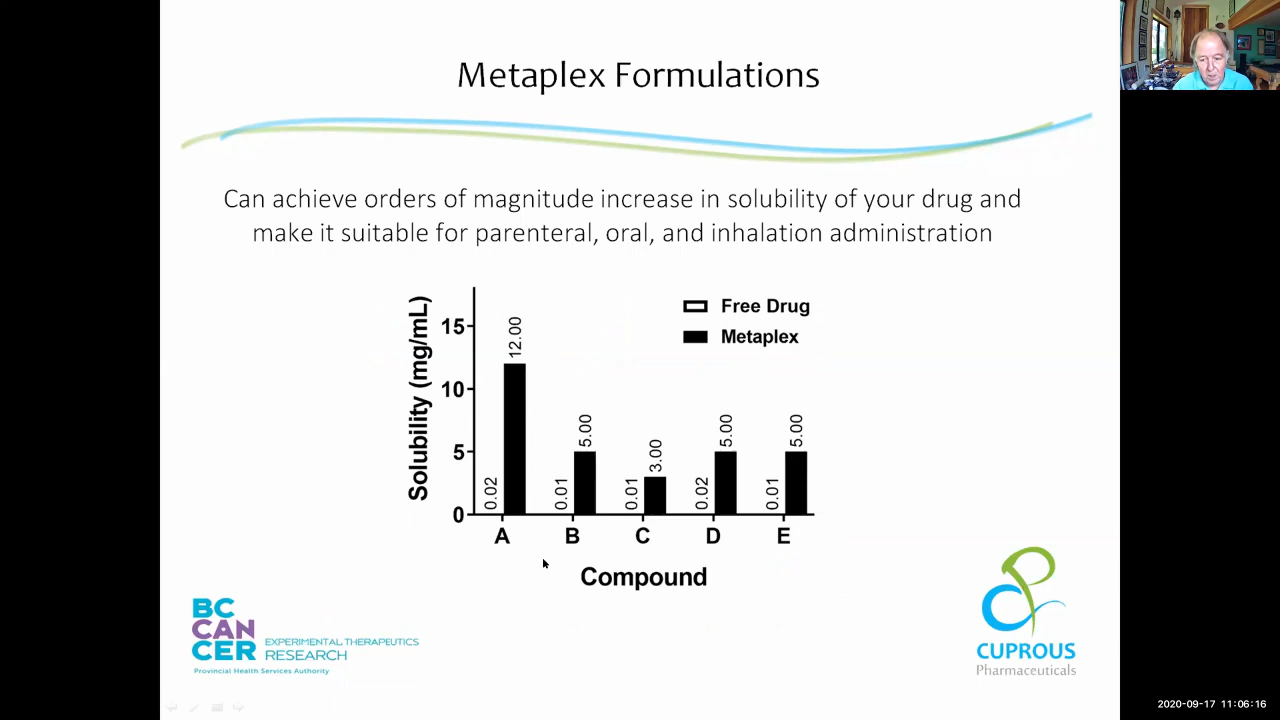 Metaplex Formulations
Can achieve orders of magnitude increase in solubility of your drug and
make it suitable for parenteral, oral, and inhalation administration
Free Drug
Metaplex
Solubility (mg/mL)
15
10
5
0
0.02
12.00
0.01
5.00
0.01
3.00
0.02
5.00
0.01
5.00
A B C D E
Compound
BC
CAN
CER
EXPERIMENTAL THERAPEUTICS
RESEARCH
Provincial Health Services Authority
CUPROUS
Pharmaceuticals
2020-09-17 11:06:16